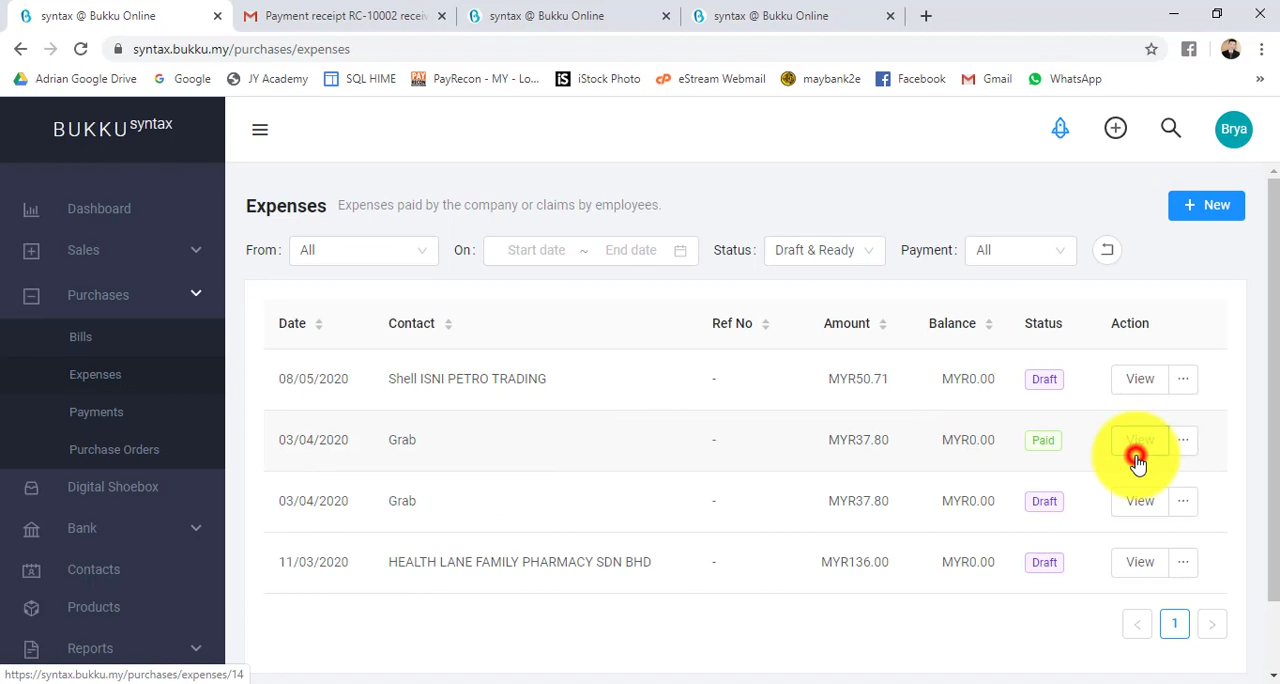 syntax @ Bukku Online
Payment receipt RC-10002 recei
syntax @ Bukku Online
syntax @ Bukku Online
syntax.bukku.my/purchases/expenses
Adrian Google Drive
Google
JY Academy
SQL HIME
PayRecon - MY - Lo...
iStock Photo
eStream Webmail
maybank2e
Facebook
Gmail
WhatsApp
»
BUKKU syntax
Brya
Dashboard
Sales
Purchases
Bills
Expenses
Payments
Purchase Orders
Digital Shoebox
Bank
Contacts
Products
Reports
Expenses Expenses paid by the company or claims by employees.
+ New
From: All On: Start date ~ End date Status: Draft & Ready Payment: All
Date Contact Ref No Amount Balance Status Action
08/05/2020 Shell ISNI PETRO TRADING - MYR50.71 MYR0.00 Draft View ...
03/04/2020 Grab - MYR37.80 MYR0.00 Paid View ...
03/04/2020 Grab - MYR37.80 MYR0.00 Draft View ...
11/03/2020 HEALTH LANE FAMILY PHARMACY SDN BHD - MYR136.00 MYR0.00 Draft View ...
< 1 >
https://syntax.bukku.my/purchases/expenses/14